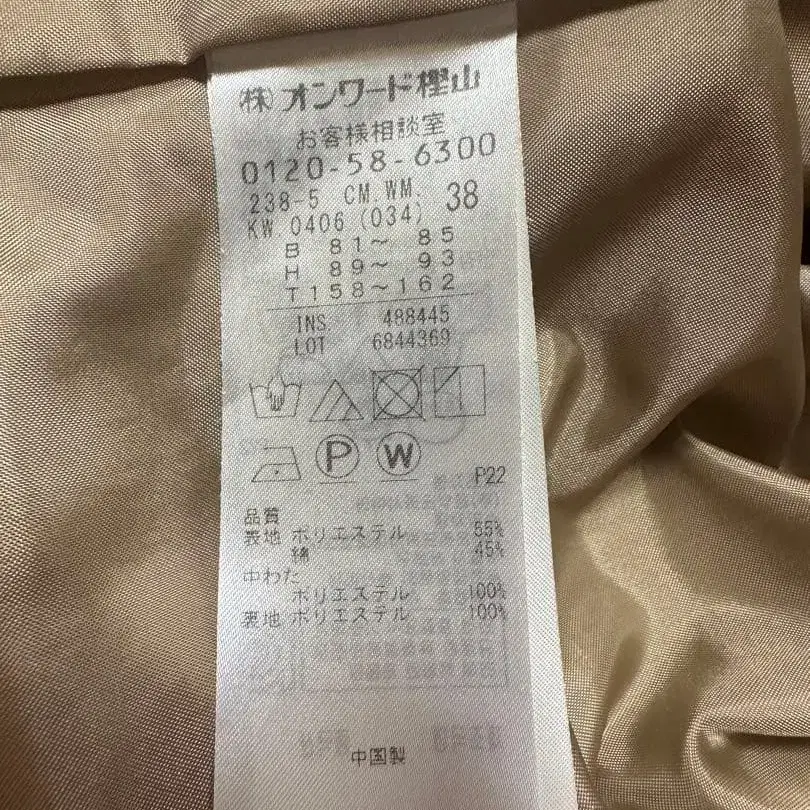 (株)オンワード樫山
お客様相談室
0120-58-6300
238-5 CM.WM.
KW 0406 (034) 38
B 81～ 85
H 89～ 93
T 158～162
INS 488445
LOT 6844369
P W
P22
品質
表地 ポリエステル 55%
綿 45%
中わた
ポリエステル 100%
裏地 ポリエステル 100%
中国製